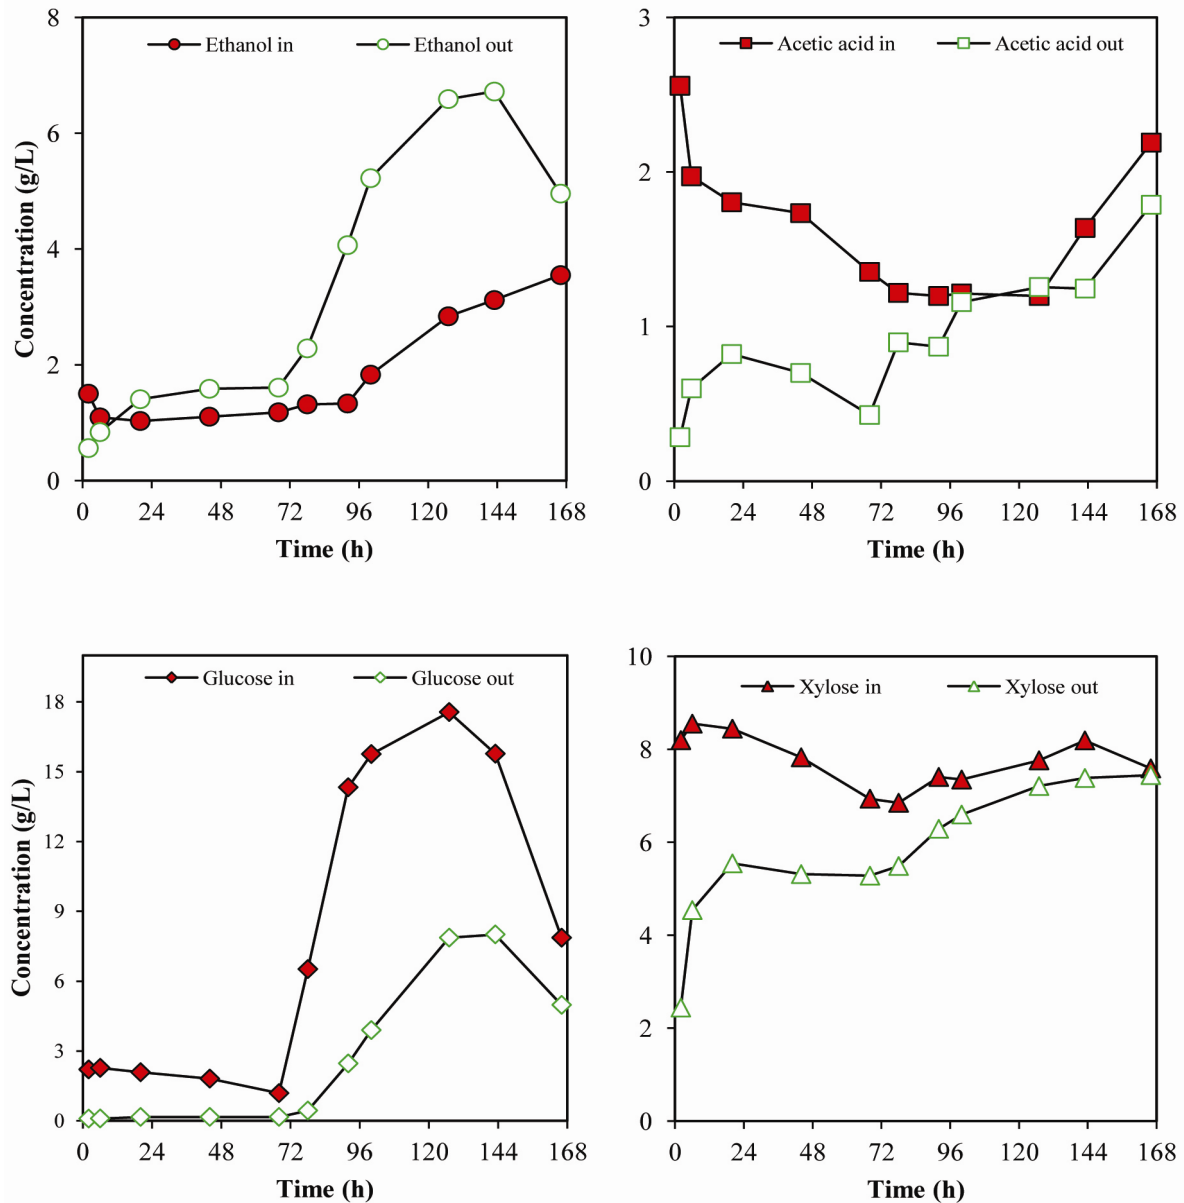 Ethanol in
Ethanol out
Concentration (g/L)
8
6
4
2
0
0 24 48 72 96 120 144 168
Time (h)
Acetic acid in
Acetic acid out
3
2
1
0
0 24 48 72 96 120 144 168
Time (h)
Glucose in
Glucose out
Concentration (g/L)
18
15
12
9
6
3
0
0 24 48 72 96 120 144 168
Time (h)
Xylose in
Xylose out
10
8
6
4
2
0
0 24 48 72 96 120 144 168
Time (h)